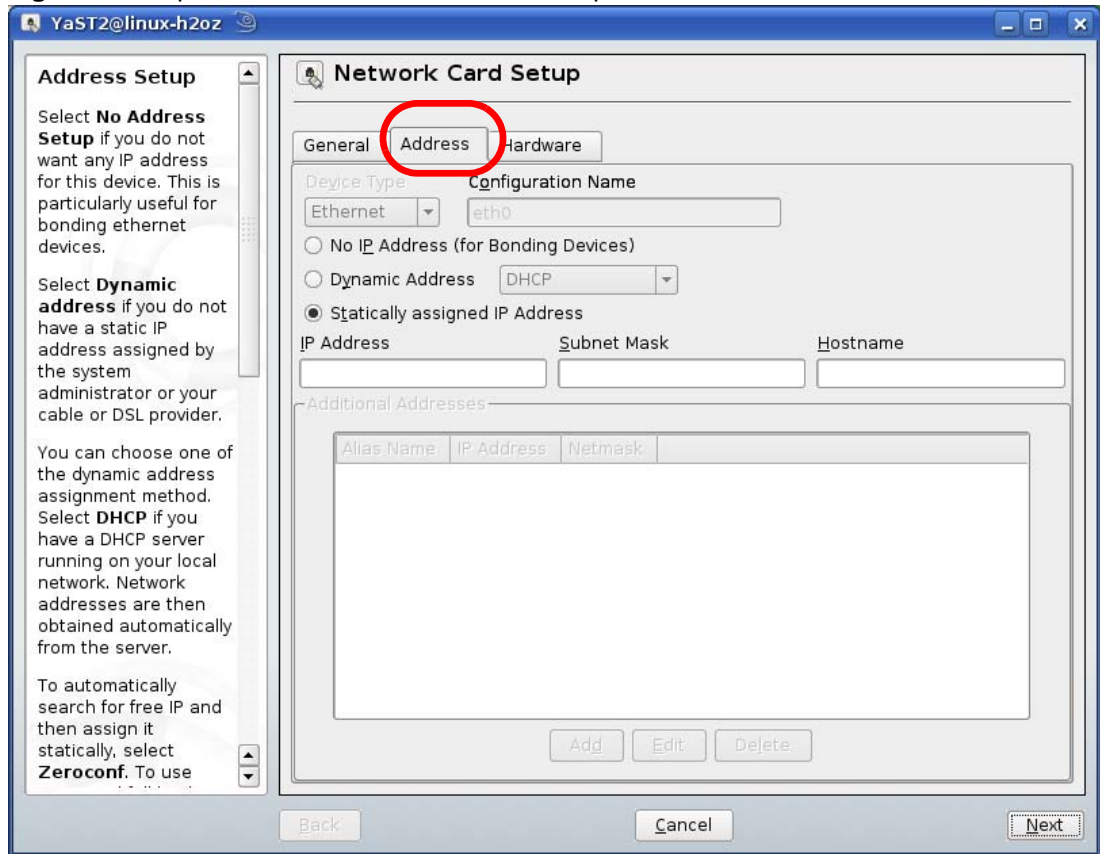 YaST2@linux-h2oz
Address Setup
Select No Address
Setup if you do not
want any IP address
for this device. This is
particularly useful for
bonding ethernet
devices.
Select Dynamic
address if you do not
have a static IP
address assigned by
the system
administrator or your
cable or DSL provider.
You can choose one of
the dynamic address
assignment method.
Select DHCP if you
have a DHCP server
running on your local
network. Network
addresses are then
obtained automatically
from the server.
To automatically
search for free IP and
then assign it
statically, select
Zeroconf. To use
Network Card Setup
General Address Hardware
Device Type Configuration Name
Ethernet eth0
No IP Address (for Bonding Devices)
Dynamic Address DHCP
Statically assigned IP Address
IP Address Subnet Mask Hostname
Additional Addresses
Alias Name IP Address Netmask
Add Edit Delete
Back Cancel Next